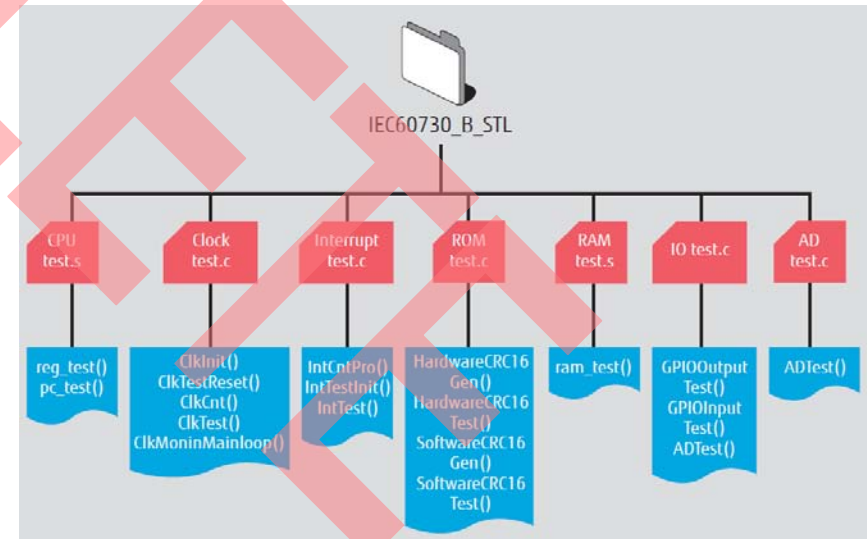 IEC60730_B_STL
CPU
test.s
Clock
test.c
Interrupt
test.c
ROM
test.c
RAM
test.s
IO test.c
AD
test.c
reg_test()
pc_test()
ClkInit()
ClkTestReset()
ClkCnt()
ClkTest()
ClkMoninMainloop()
IntCntPro()
IntTestInit()
IntTest()
HardwareCRC16
Gen()
HardwareCRC16
Test()
SoftwareCRC16
Gen()
SoftwareCRC16
Test()
ram_test()
GPIOOutput
Test()
GPIOInput
Test()
ADTest()
ADTest()